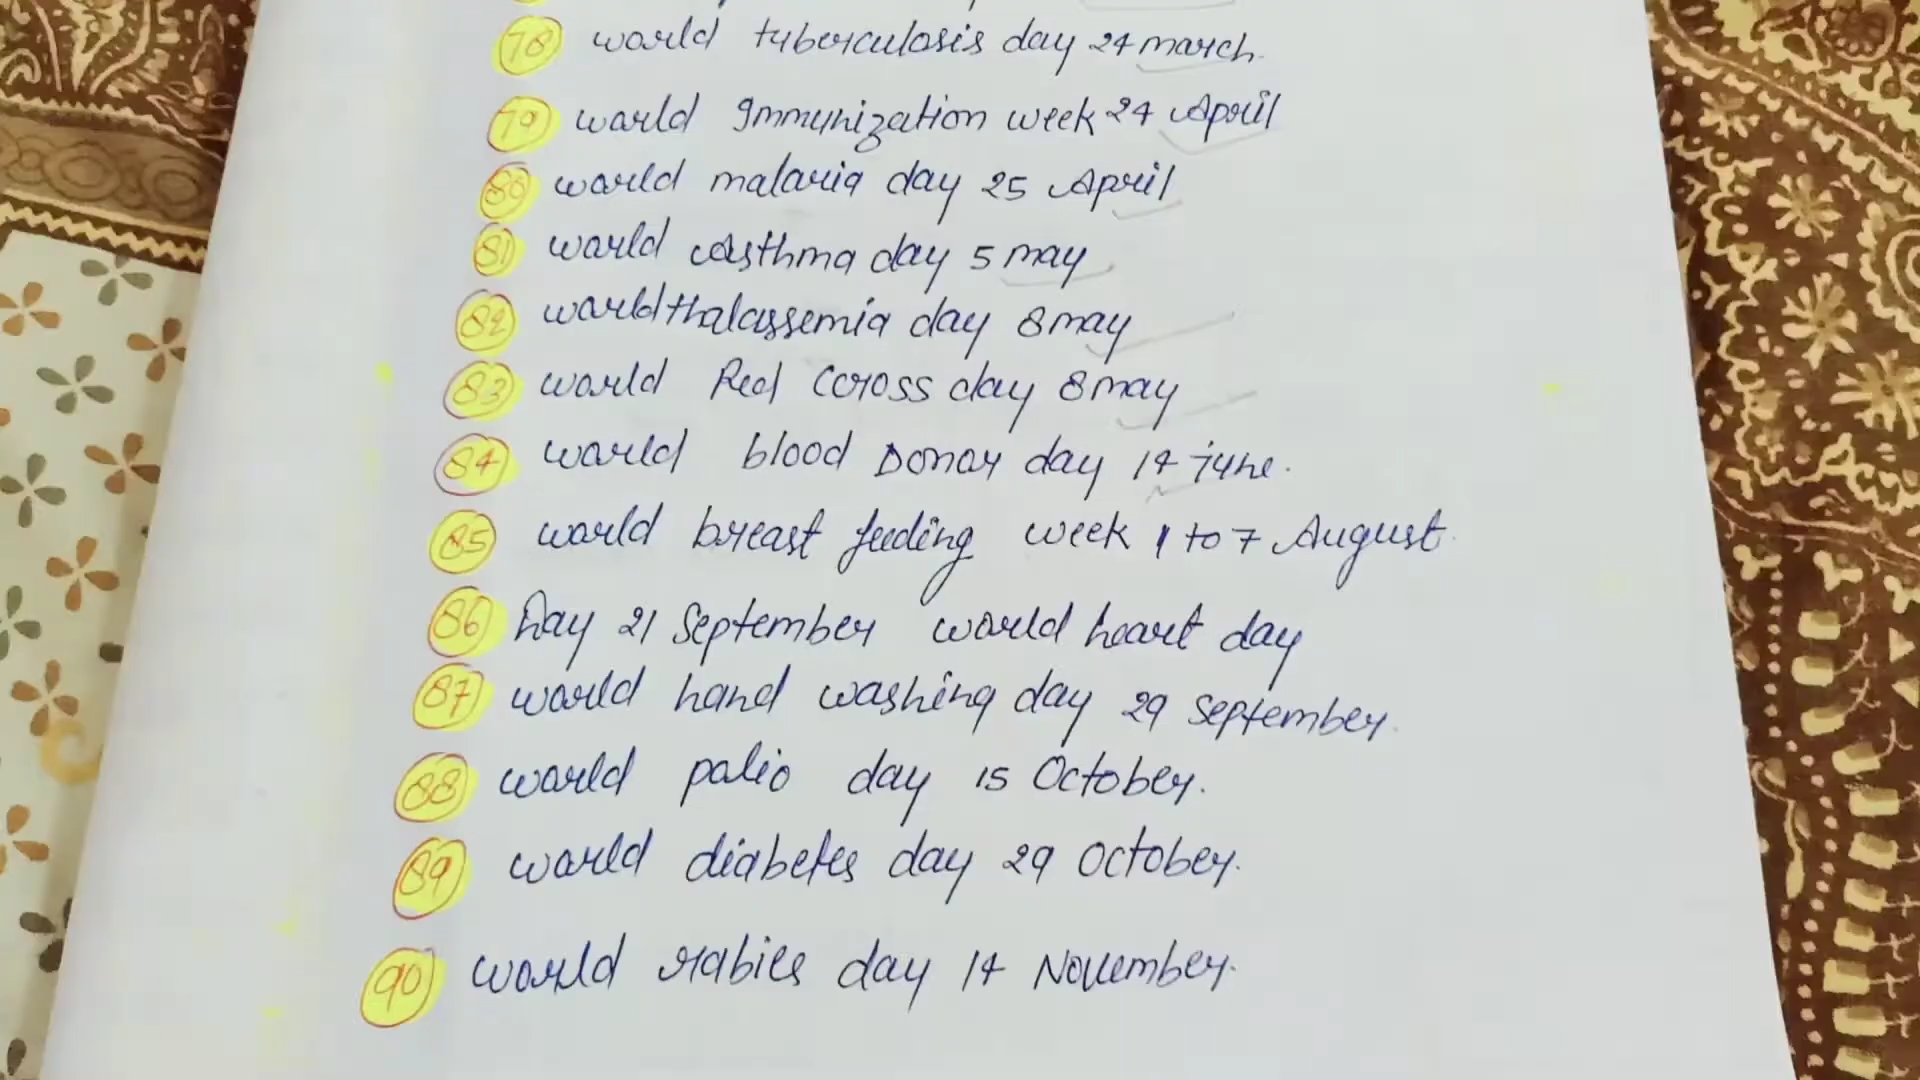 78 world tuberculosis day 24 march.
79 world Immunization week 24 April
80 world malaria day 25 April
81 world Asthma day 5 may
82 world thalassemia day 8 may
83 world Red Cross day 8 may
84 world blood Donor day 14 june.
85 world breast feeding week 1 to 7 August.
86 Day 21 September world heart day
87 world hand washing day 29 September.
88 world polio day 15 October.
89 world diabetes day 29 October.
90 world rabies day 14 November.